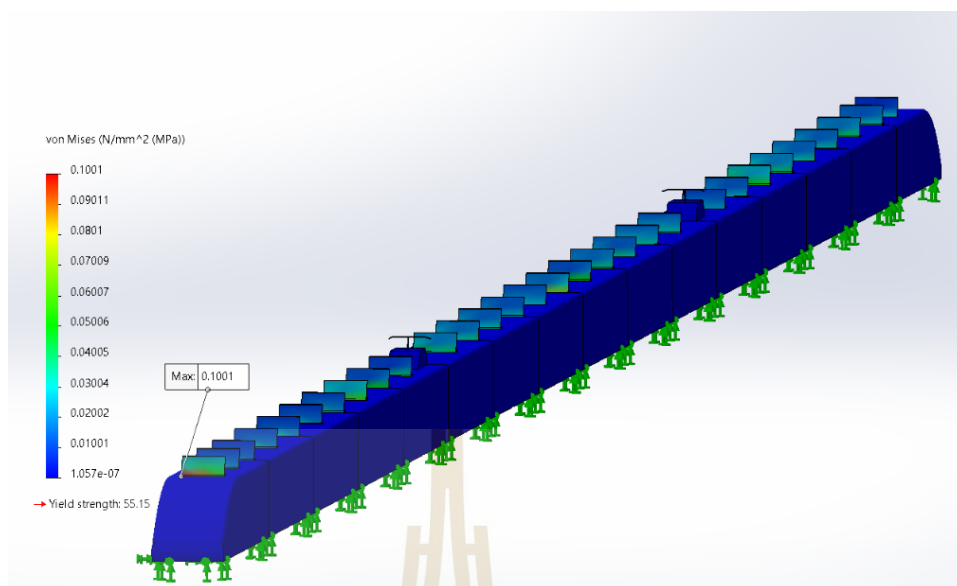 von Mises (N/mm^2 (MPa))
0.1001
0.09011
0.0801
0.07009
0.06007
0.05006
0.04005
0.03004
0.02002
0.01001
1.057e-07
Yield strength: 55.15
Max: 0.1001